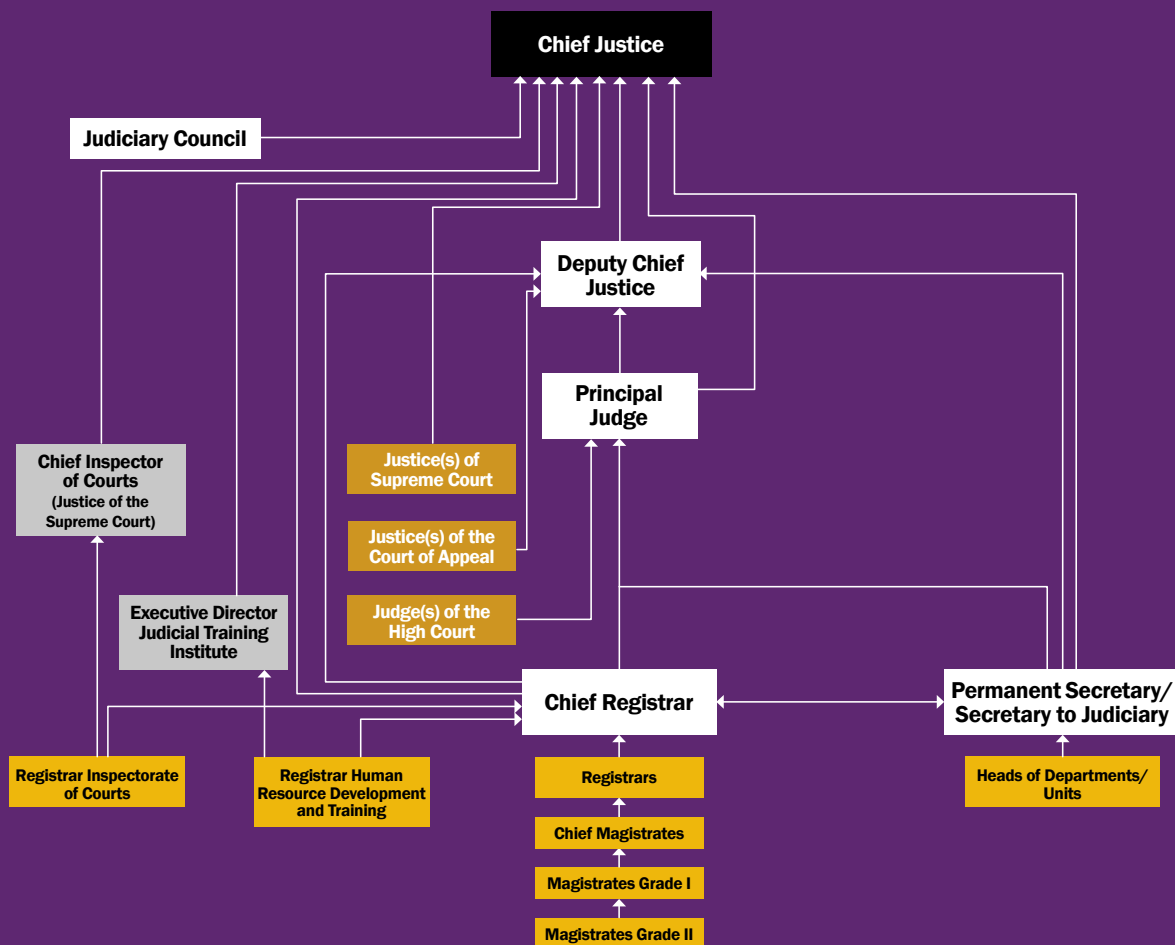 Chief Justice
Judiciary Council
Deputy Chief
Justice
Principal
Judge
Chief Inspector
of Courts
(Justice of the
Supreme Court)
Justice(s) of
Supreme Court
Justice(s) of the
Court of Appeal
Executive Director
Judicial Training
Institute
Judge(s) of the
High Court
Chief Registrar
Permanent Secretary/
Secretary to Judiciary
Registrar Inspectorate
of Courts
Registrar Human
Resource Development
and Training
Registrars
Heads of Departments/
Units
Chief Magistrates
Magistrates Grade I
Magistrates Grade II